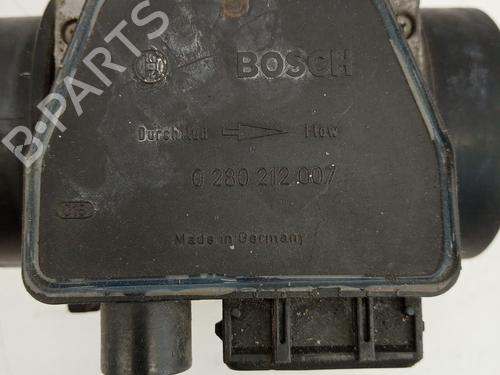 BOSCH
Durchfluß Flow
0 280 212 007
Made in Germany
B-PARTS